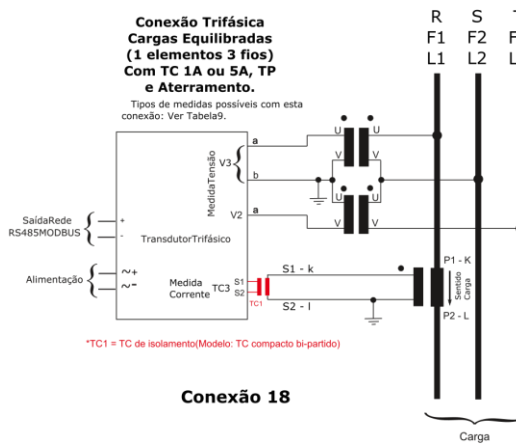 Conexão Trifásica
Cargas Equilibradas
(1 elementos 3 fios)
Com TC 1A ou 5A, TP
e Aterramento.
Tipos de medidas possíveis com esta
conexão: Ver Tabela9.
R S
F1 F2 F
L1 L2 L
a
V3
b
MedidaTensão
V2 a
U U
V V
U U
V V
SaídaRede
RS485MODBUS
+
-
TransdutorTrifásico
Alimentação
~+
~-
Medida
Corrente
TC3
S1
S2
TC1
S1 - k
S2 - l
P1 - K
Sentido
Carga
P2 - L
*TC1 = TC de isolamento(Modelo: TC compacto bi-partido)
Conexão 18
Carga